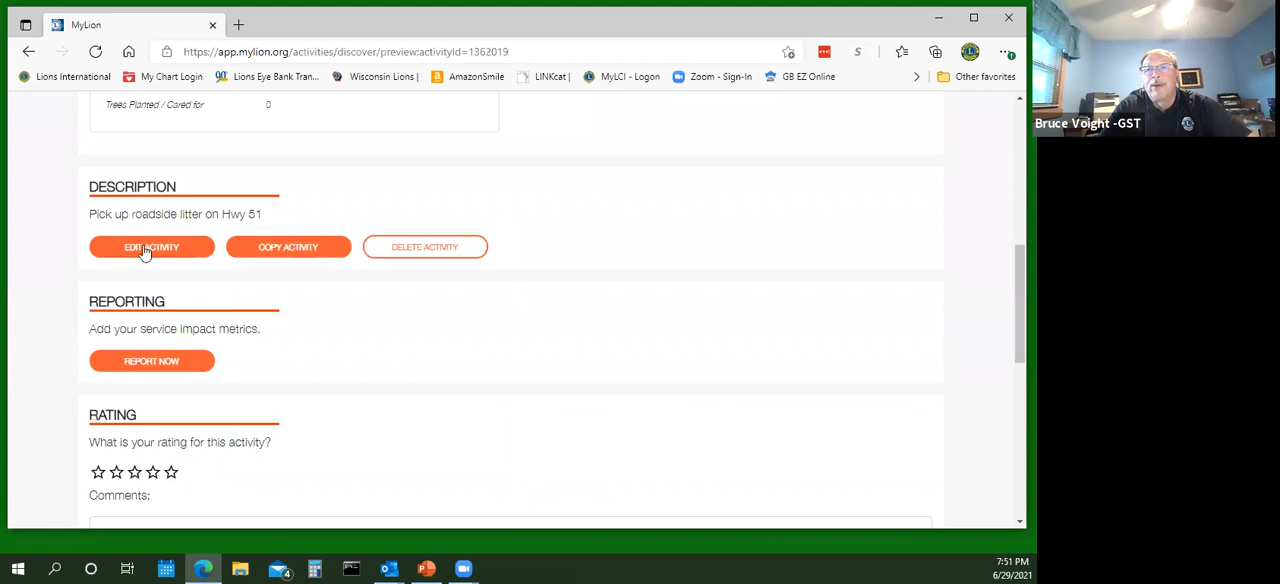 MyLion
https://app.mylion.org/activities/discover/preview:activityId=1362019
Lions International
My Chart Login
Lions Eye Bank Tran...
Wisconsin Lions |
AmazonSmile
LINKcat |
MyLCI - Logon
Zoom - Sign-In
GB EZ Online
Other favorites
Bruce Voight -GST
Trees Planted / Cared for 0
DESCRIPTION
Pick up roadside litter on Hwy 51
EDIT ACTIVITY COPY ACTIVITY DELETE ACTIVITY
REPORTING
Add your service impact metrics.
REPORT NOW
RATING
What is your rating for this activity?
Comments:
4
7:51 PM
6/29/2021